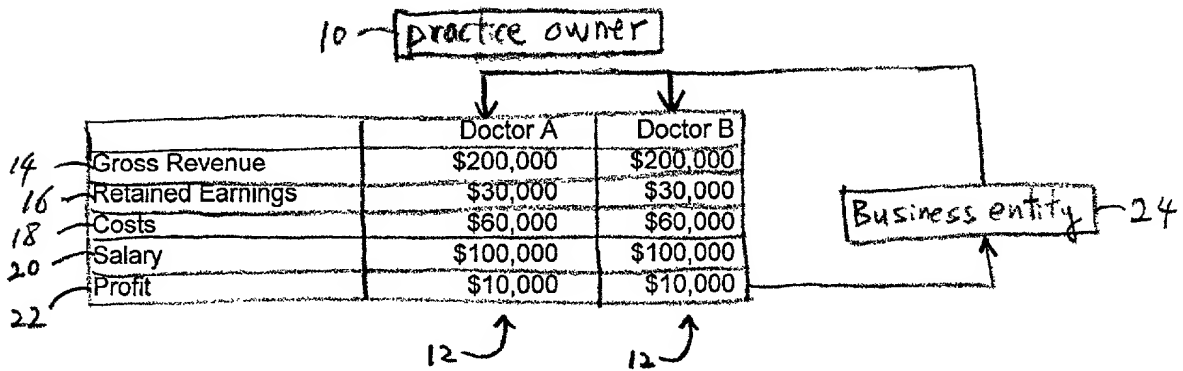 10 practice owner
Doctor A Doctor B
14 Gross Revenue $200,000 $200,000
16 Retained Earnings $30,000 $30,000
18 Costs $60,000 $60,000
Business entity 24
20 Salary $100,000 $100,000
22 Profit $10,000 $10,000
12 12